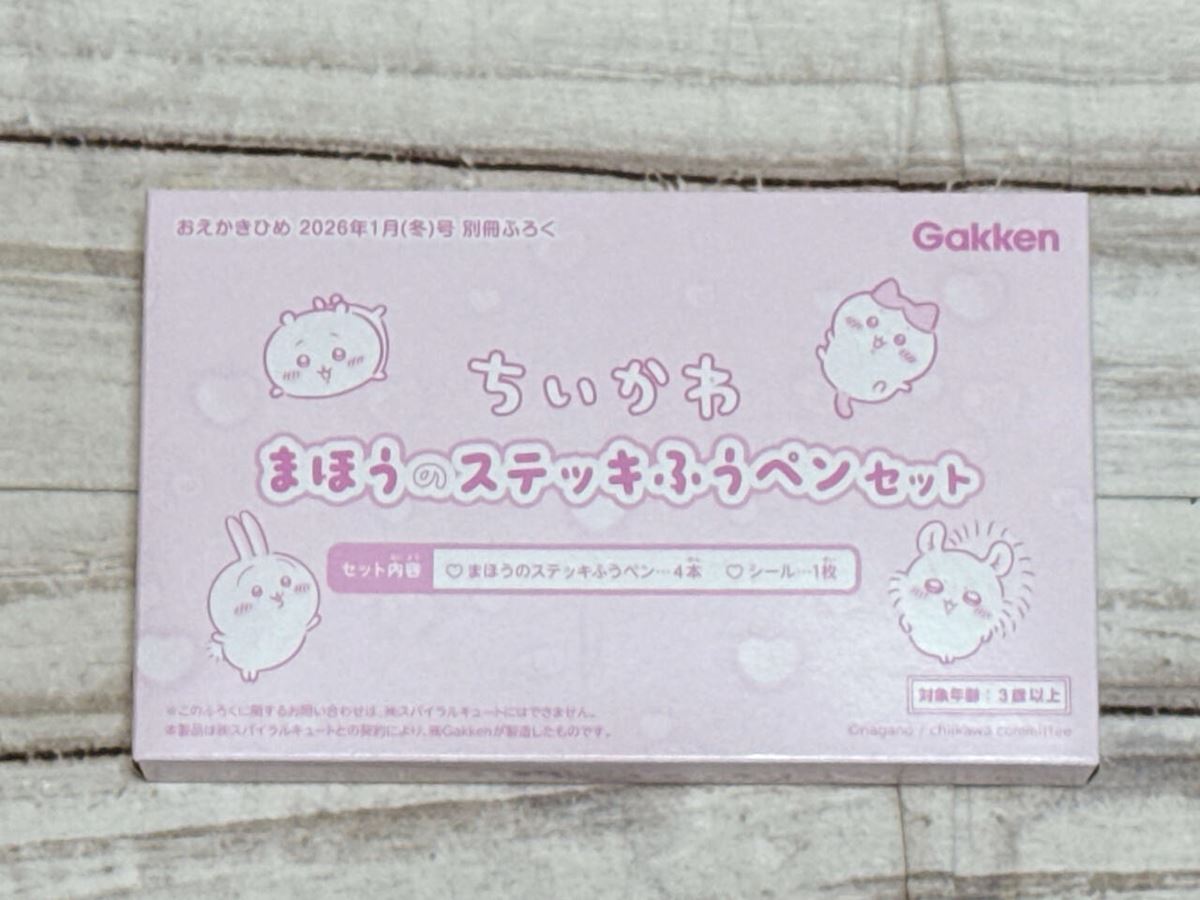 おえかきひめ 2026年1月(冬)号 別冊ふろく
Gakken
ちいかわ
まほうのステッキふうペンセット
セット内容 ♡まほうのステッキふうペン…4本 ♡シール…1枚
対象年齢：3歳以上
※このふろくに関するお問い合わせは、㈱スパイラルキュートにはできません。
本製品は㈱スパイラルキュートとの契約により、㈱Gakkenが製造したものです。
©nagano / chiikawa committee